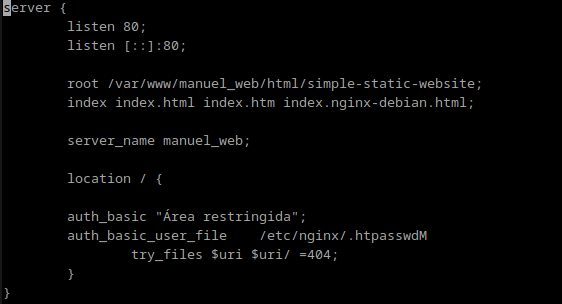 server {
listen 80;
listen [::]:80;
root /var/www/manuel_web/html/simple-static-website;
index index.html index.htm index.nginx-debian.html;
server_name manuel_web;
location / {
auth_basic "Área restringida";
auth_basic_user_file    /etc/nginx/.htpasswdM
try_files $uri $uri/ =404;
}
}